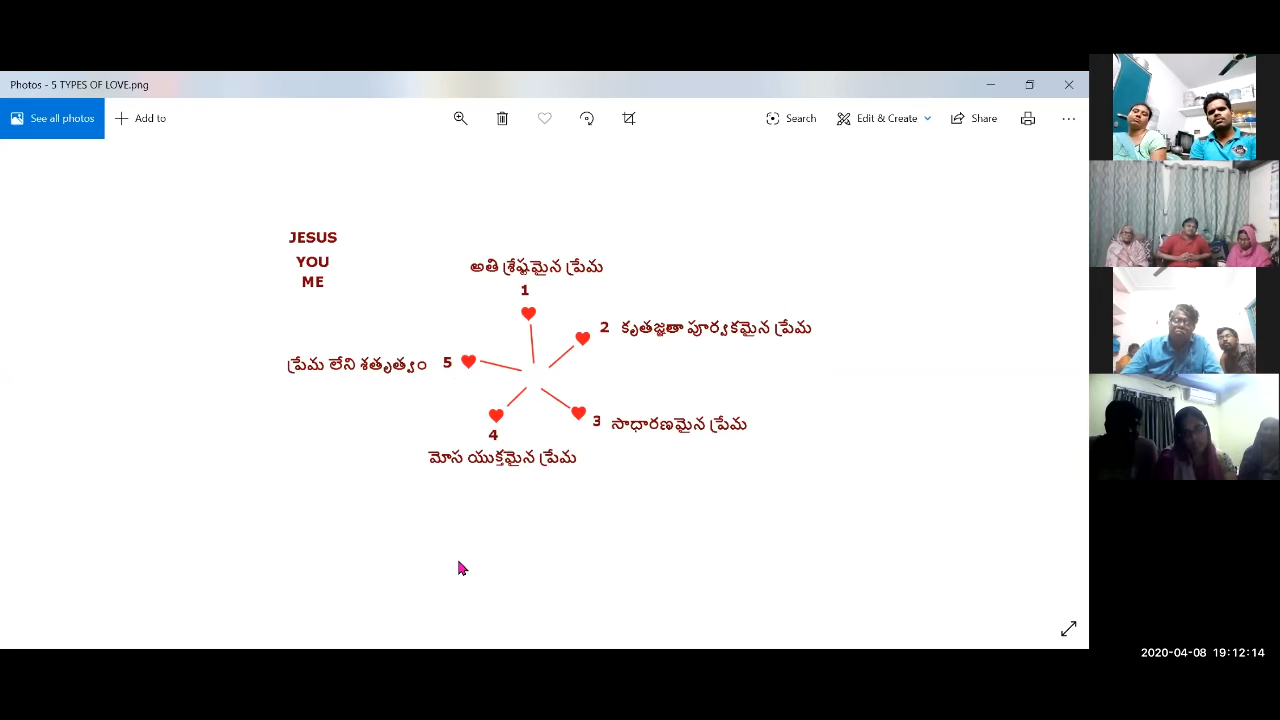 Photos - 5 TYPES OF LOVE.png
See all photos
Add to
Search
Edit & Create
Share
JESUS
YOU
ME
అతి శ్రేష్ఠమైన ప్రేమ
1
2 కృతజ్ఞతా పూర్వకమైన ప్రేమ
ప్రేమ లేని శతృత్వం 5
3 సాధారణమైన ప్రేమ
4
మోస యుక్తమైన ప్రేమ
2020-04-08 19:12:14